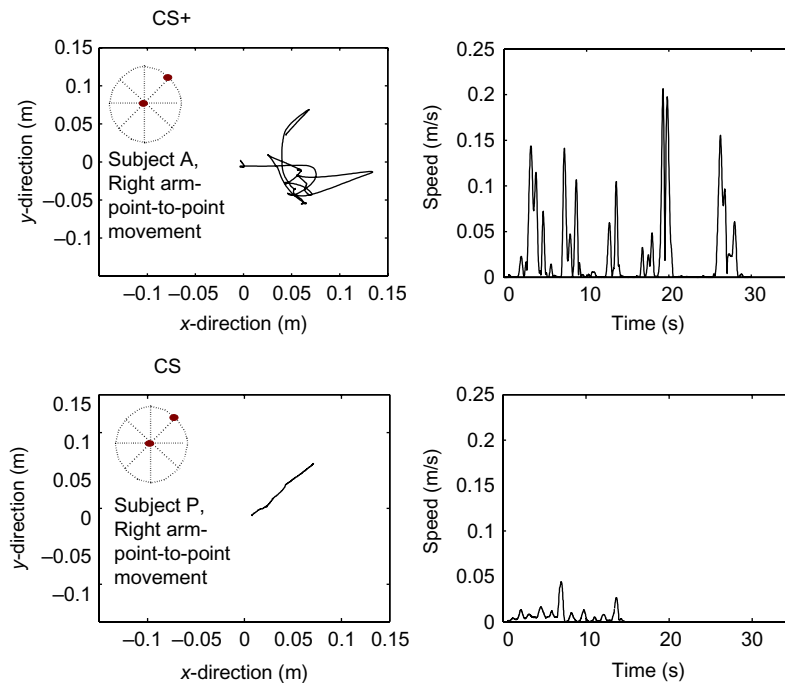 CS+
0.15
0.1
0.05
0
–0.05
–0.1
y-direction (m)
Subject A,
Right arm-
point-to-point
movement
–0.1 –0.05 0 0.05 0.1 0.15
x-direction (m)
0.25
0.2
0.15
0.1
0.05
0
Speed (m/s)
0 10 20 30
Time (s)
CS
0.15
0.1
0.05
0
–0.05
–0.1
y-direction (m)
Subject P,
Right arm-
point-to-point
movement
–0.1 –0.05 0 0.05 0.1 0.15
x-direction (m)
0.25
0.2
0.15
0.1
0.05
0
Speed (m/s)
0 10 20 30
Time (s)